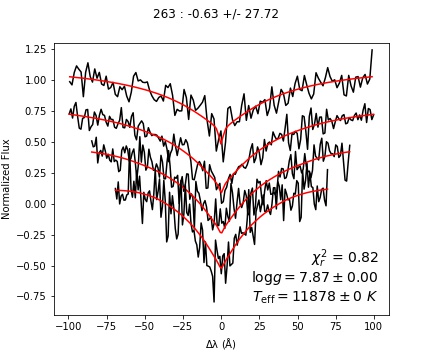 263 : -0.63 +/- 27.72
1.25
1.00
0.75
0.50
0.25
0.00
−0.25
−0.50
−0.75
Normalized Flux
χ²ᵣ = 0.82
logg = 7.87 ± 0.00
Teff = 11878 ± 0 K
−100 −75 −50 −25 0 25 50 75 100
Δλ (Å)